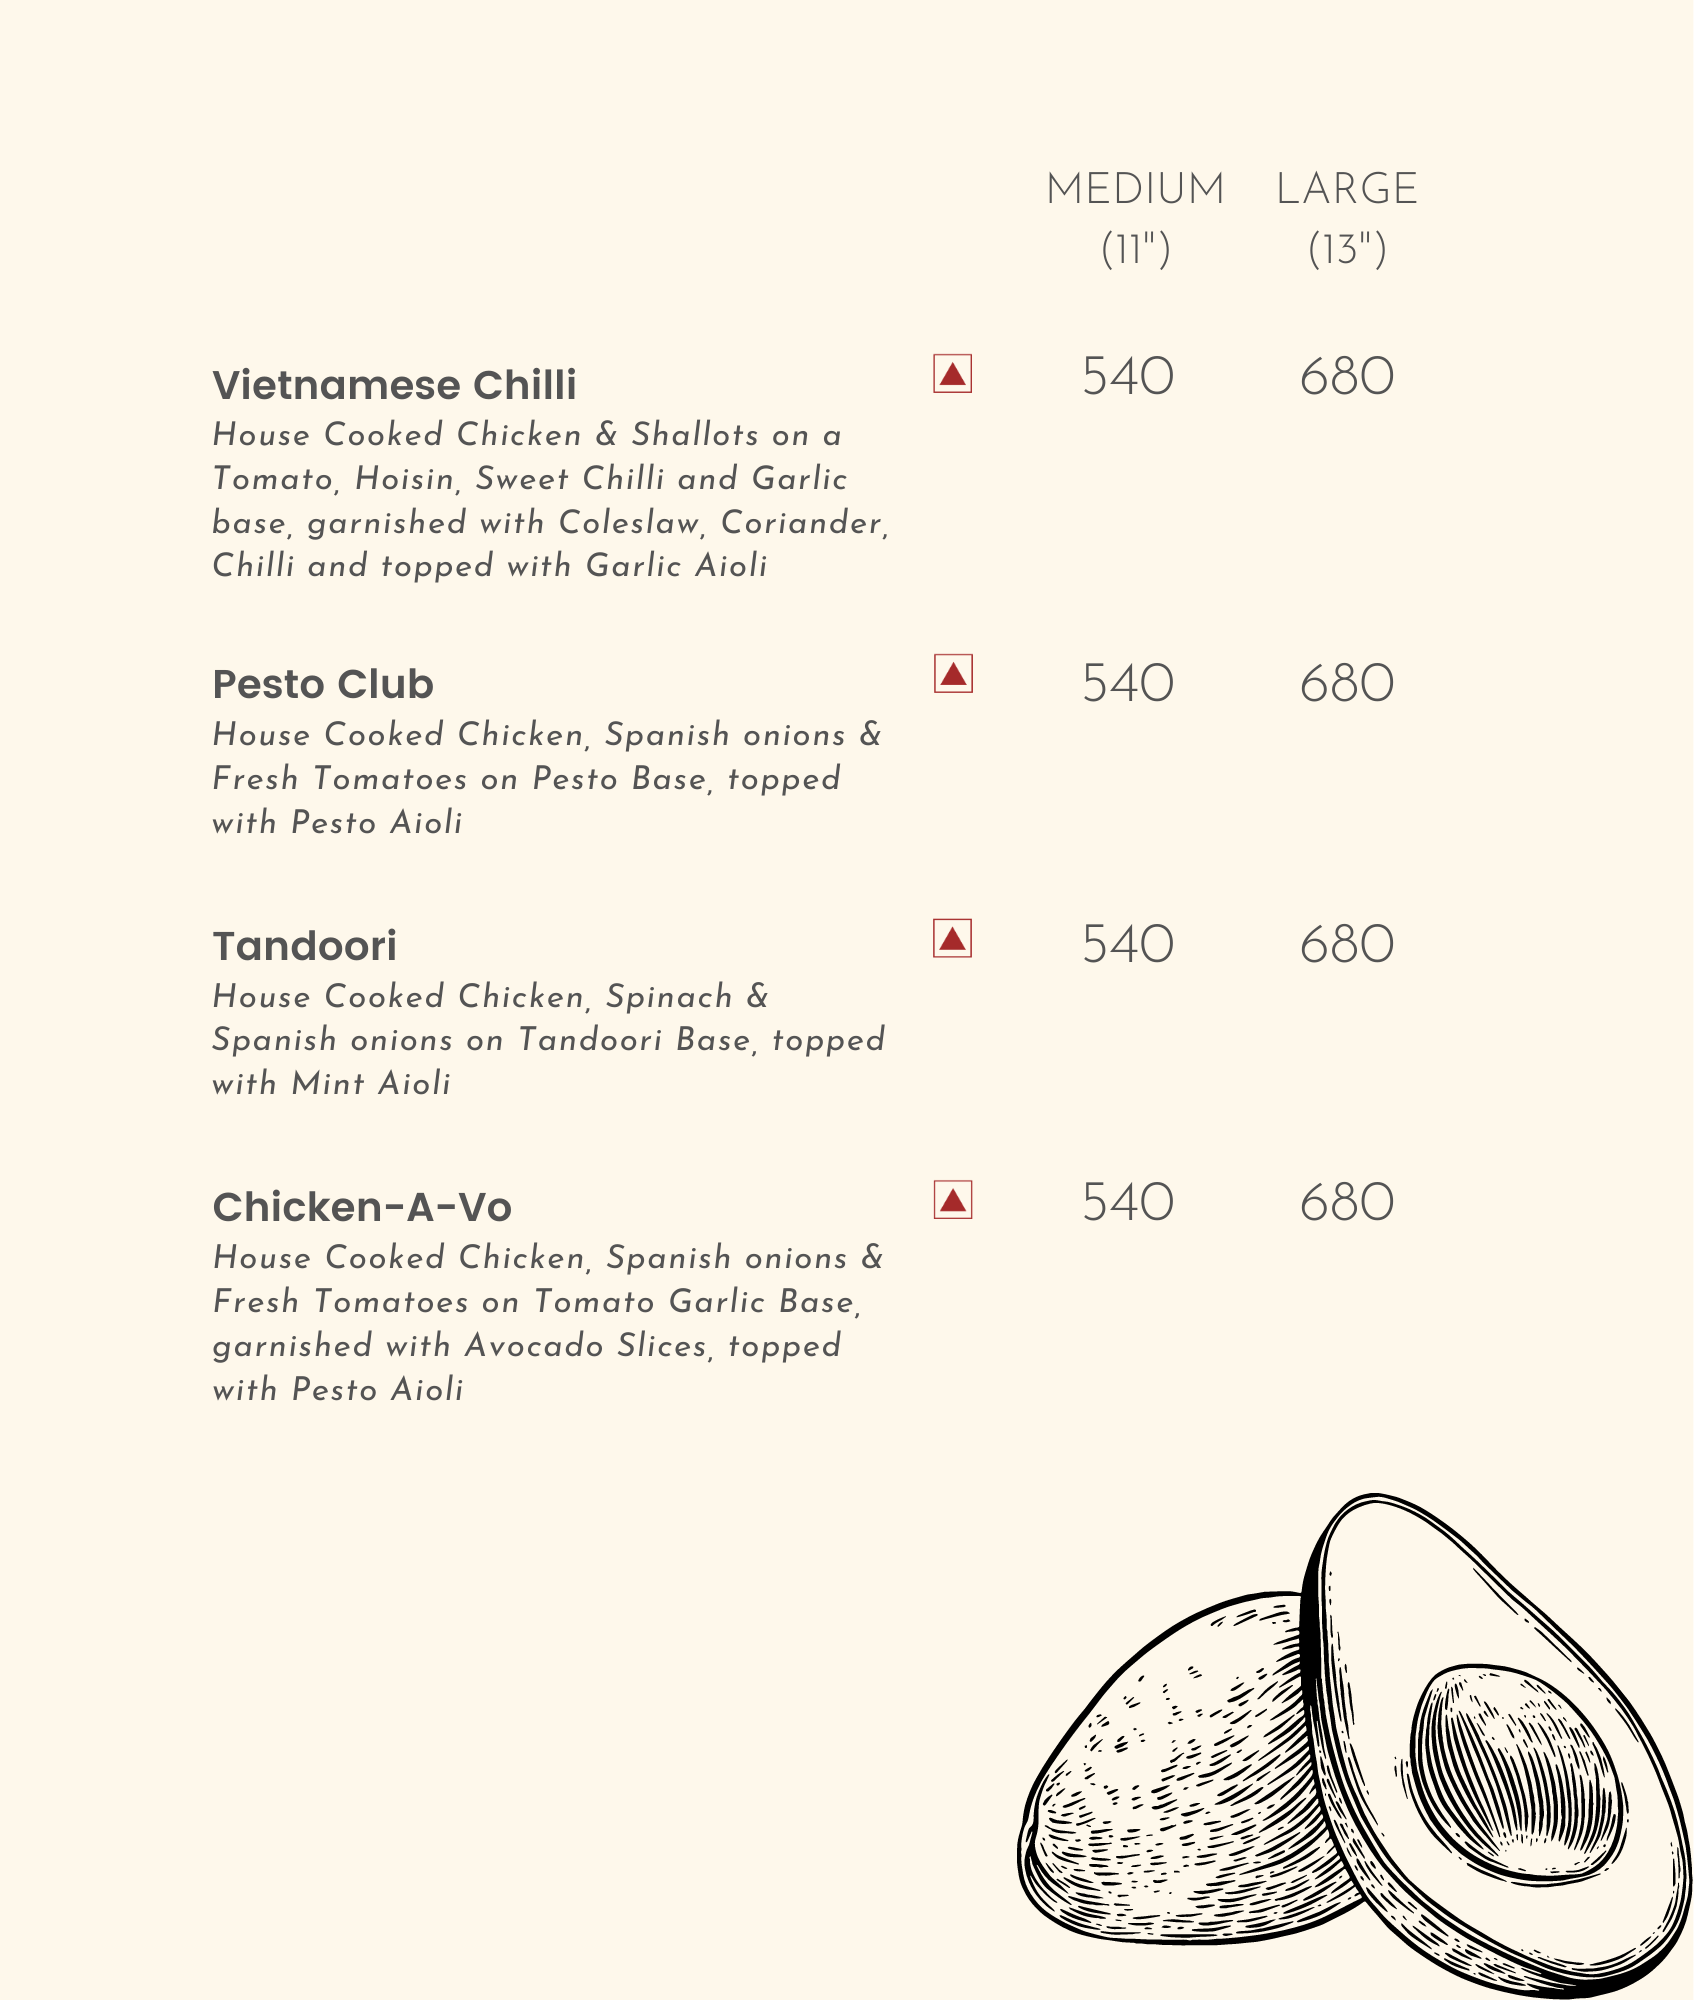 MEDIUM LARGE
(11") (13")
Vietnamese Chilli 540 680
House Cooked Chicken & Shallots on a
Tomato, Hoisin, Sweet Chilli and Garlic
base, garnished with Coleslaw, Coriander,
Chilli and topped with Garlic Aioli
Pesto Club 540 680
House Cooked Chicken, Spanish onions &
Fresh Tomatoes on Pesto Base, topped
with Pesto Aioli
Tandoori 540 680
House Cooked Chicken, Spinach &
Spanish onions on Tandoori Base, topped
with Mint Aioli
Chicken-A-Vo 540 680
House Cooked Chicken, Spanish onions &
Fresh Tomatoes on Tomato Garlic Base,
garnished with Avocado Slices, topped
with Pesto Aioli